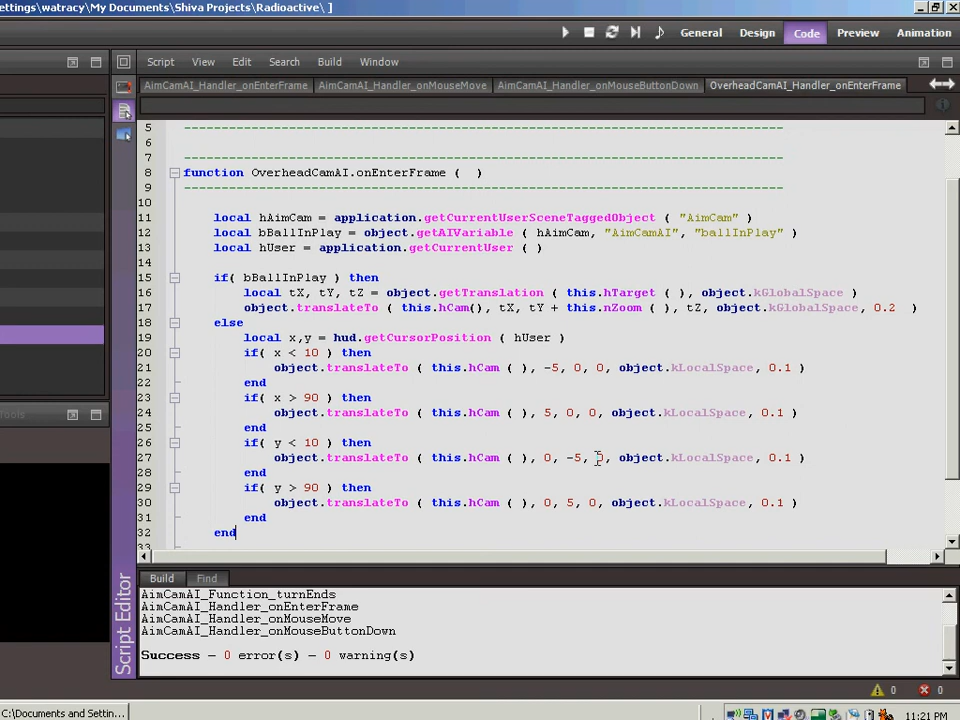 ettings\watracy\My Documents\Shiva Projects\Radioactive\ ]
General Design Code Preview Animation
Script View Edit Search Build Window
AimCamAI_Handler_onEnterFrame AimCamAI_Handler_onMouseMove AimCamAI_Handler_onMouseButtonDown OverheadCamAI_Handler_onEnterFrame
5 --------------------------------------------------------------------------------
6
7 --------------------------------------------------------------------------------
8 function OverheadCamAI.onEnterFrame ( )
9 --------------------------------------------------------------------------------
10
11 local hAimCam = application.getCurrentUserSceneTaggedObject ( "AimCam" )
12 local bBallInPlay = object.getAIVariable ( hAimCam, "AimCamAI", "ballInPlay" )
13 local hUser = application.getCurrentUser ( )
14
15 if( bBallInPlay ) then
16 local tX, tY, tZ = object.getTranslation ( this.hTarget ( ), object.kGlobalSpace )
17 object.translateTo ( this.hCam(), tX, tY + this.nZoom ( ), tZ, object.kGlobalSpace, 0.2 )
18 else
19 local x,y = hud.getCursorPosition ( hUser )
20 if( x < 10 ) then
21 object.translateTo ( this.hCam ( ), -5, 0, 0, object.kLocalSpace, 0.1 )
22 end
23 if( x > 90 ) then
24 object.translateTo ( this.hCam ( ), 5, 0, 0, object.kLocalSpace, 0.1 )
25 end
26 if( y < 10 ) then
27 object.translateTo ( this.hCam ( ), 0, -5, 0, object.kLocalSpace, 0.1 )
28 end
29 if( y > 90 ) then
30 object.translateTo ( this.hCam ( ), 0, 5, 0, object.kLocalSpace, 0.1 )
31 end
32 end
33
Tools
Script Editor
Build Find
AimCamAI_Function_turnEnds
AimCamAI_Handler_onEnterFrame
AimCamAI_Handler_onMouseMove
AimCamAI_Handler_onMouseButtonDown
Success - 0 error(s) - 0 warning(s)
0 0
C:\Documents and Settin...
11:21 PM